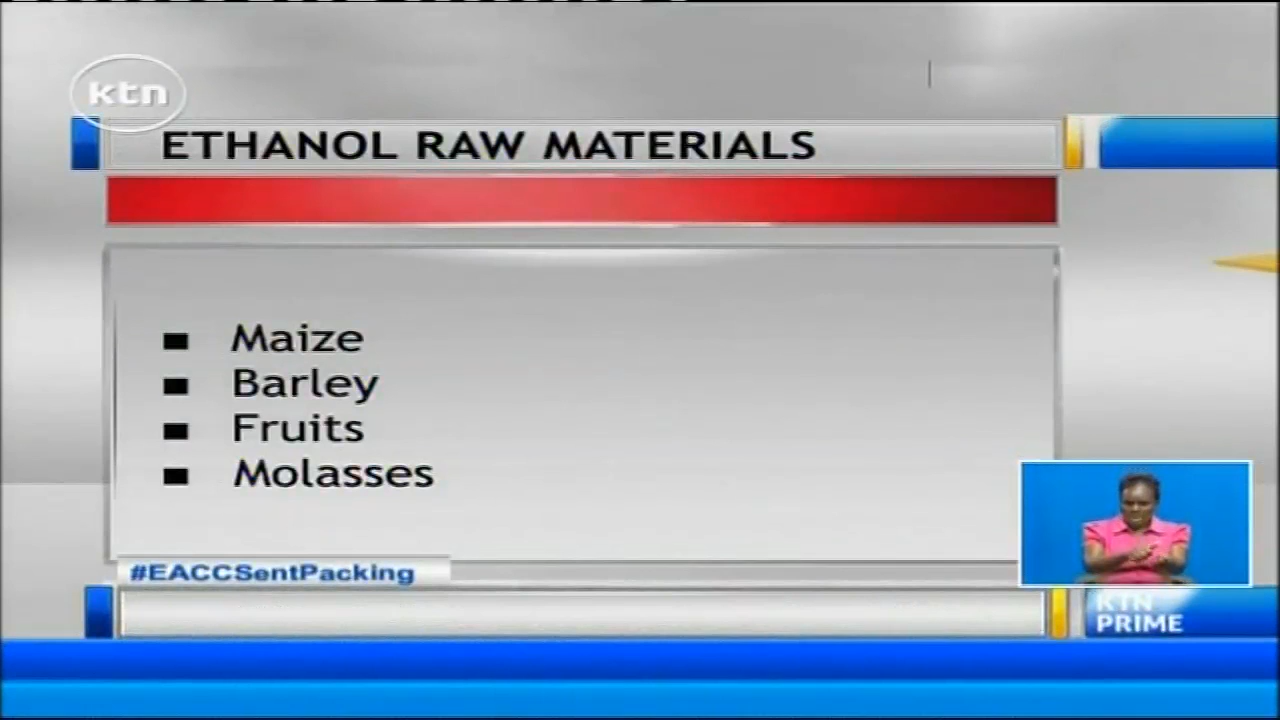 ktn
ETHANOL RAW MATERIALS
Maize
Barley
Fruits
Molasses
#EACCSentPacking
KTN
PRIME